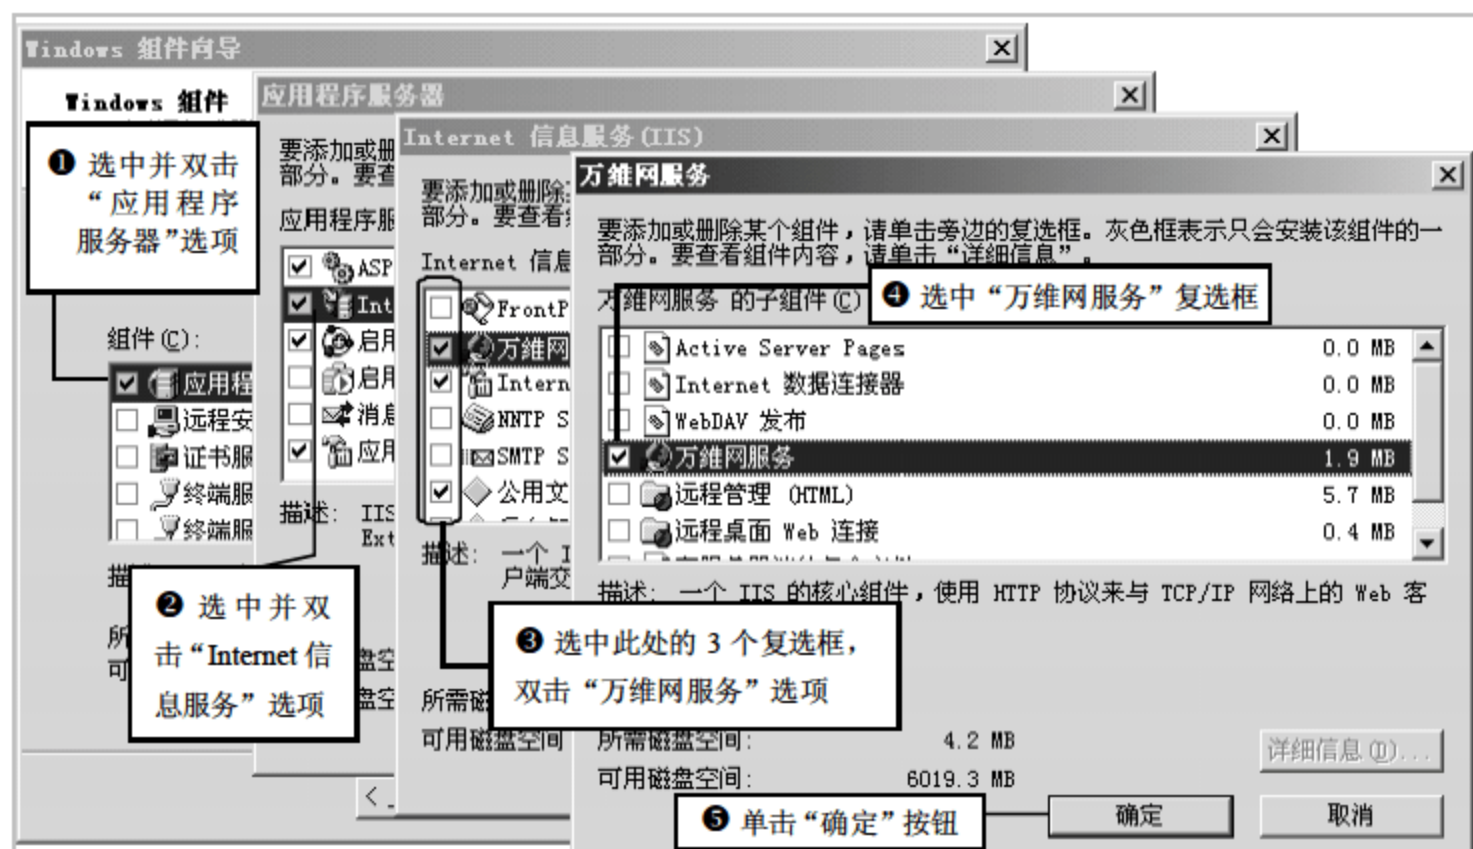 Windows 组件向导
Windows 组件
❶ 选中并双击
“应用程序
服务器”选项
组件(C):
应用程
远程安
证书服
终端服
终端服
描
所
可
❷ 选中并双
击“Internet 信
息服务”选项
应用程序服务器
要添加或删
部分。要查
应用程序服
ASP
Int
启用
启用
消息
应用
描述: IIS
Ext
盘空
盘空
Internet 信息服务(IIS)
要添加或删除
部分。要查看
Internet 信息
FrontP
万维网
Intern
NNTP S
SMTP S
公用文
描述: 一个 I
户端交
❸ 选中此处的 3 个复选框，
双击“万维网服务”选项
所需磁
可用磁盘空间
万维网服务
要添加或删除某个组件，请单击旁边的复选框。灰色框表示只会安装该组件的一
部分。要查看组件内容，请单击“详细信息”。
万维网服务 的子组件(C)
❹ 选中“万维网服务”复选框
Active Server Pages 0.0 MB
Internet 数据连接器 0.0 MB
WebDAV 发布 0.0 MB
万维网服务 1.9 MB
远程管理 (HTML) 5.7 MB
远程桌面 Web 连接 0.4 MB
描述: 一个 IIS 的核心组件，使用 HTTP 协议来与 TCP/IP 网络上的 Web 客
所需磁盘空间: 4.2 MB
可用磁盘空间: 6019.3 MB
详细信息(D)...
❺ 单击“确定”按钮
确定
取消
<